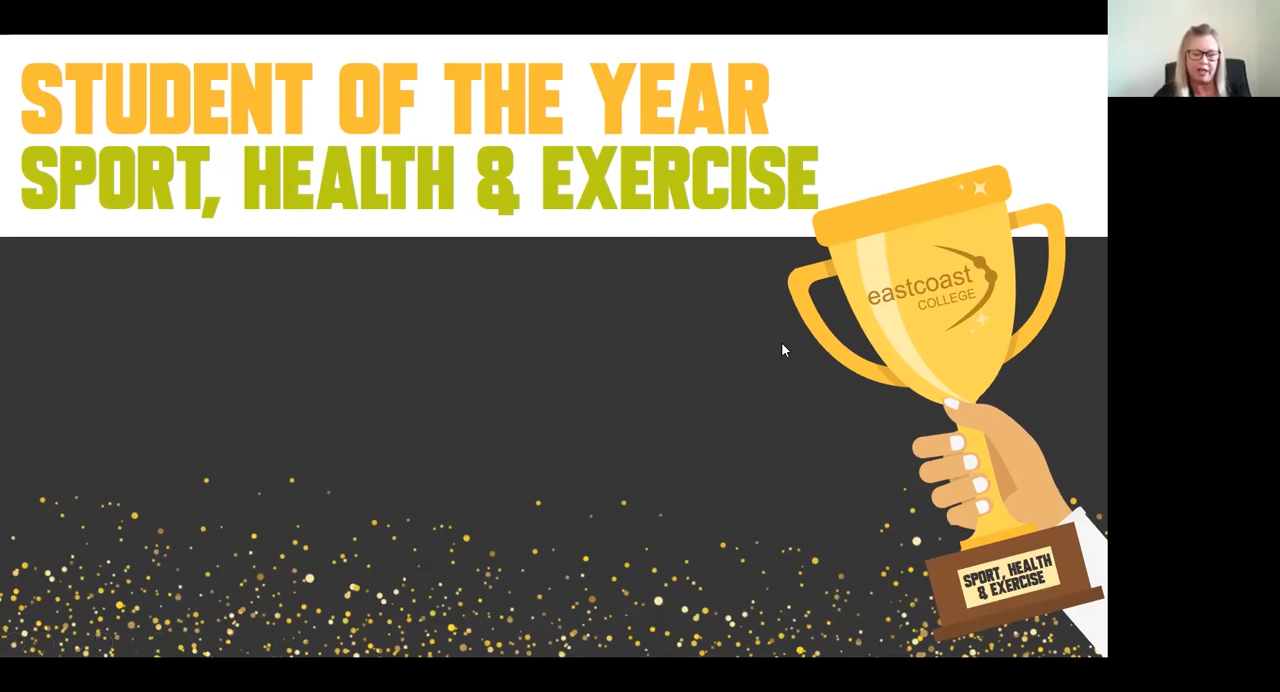 STUDENT OF THE YEAR
SPORT, HEALTH & EXERCISE
eastcoast
COLLEGE
SPORT, HEALTH
& EXERCISE